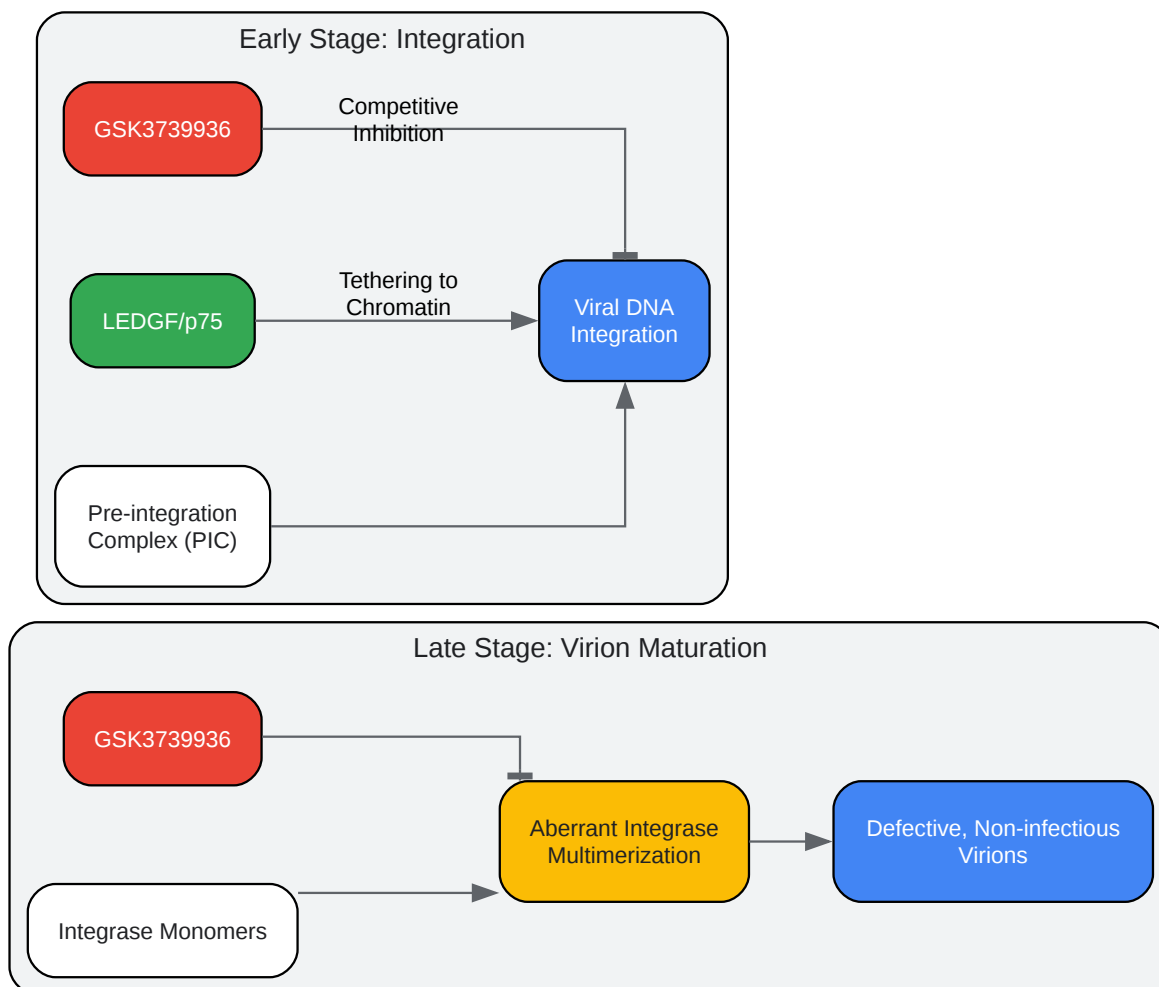 Early Stage: Integration
GSK3739936
Competitive
Inhibition
LEDGF/p75
Tethering to
Chromatin
Viral DNA
Integration
Pre-integration
Complex (PIC)
Late Stage: Virion Maturation
GSK3739936
Aberrant Integrase
Multimerization
Defective, Non-infectious
Virions
Integrase Monomers